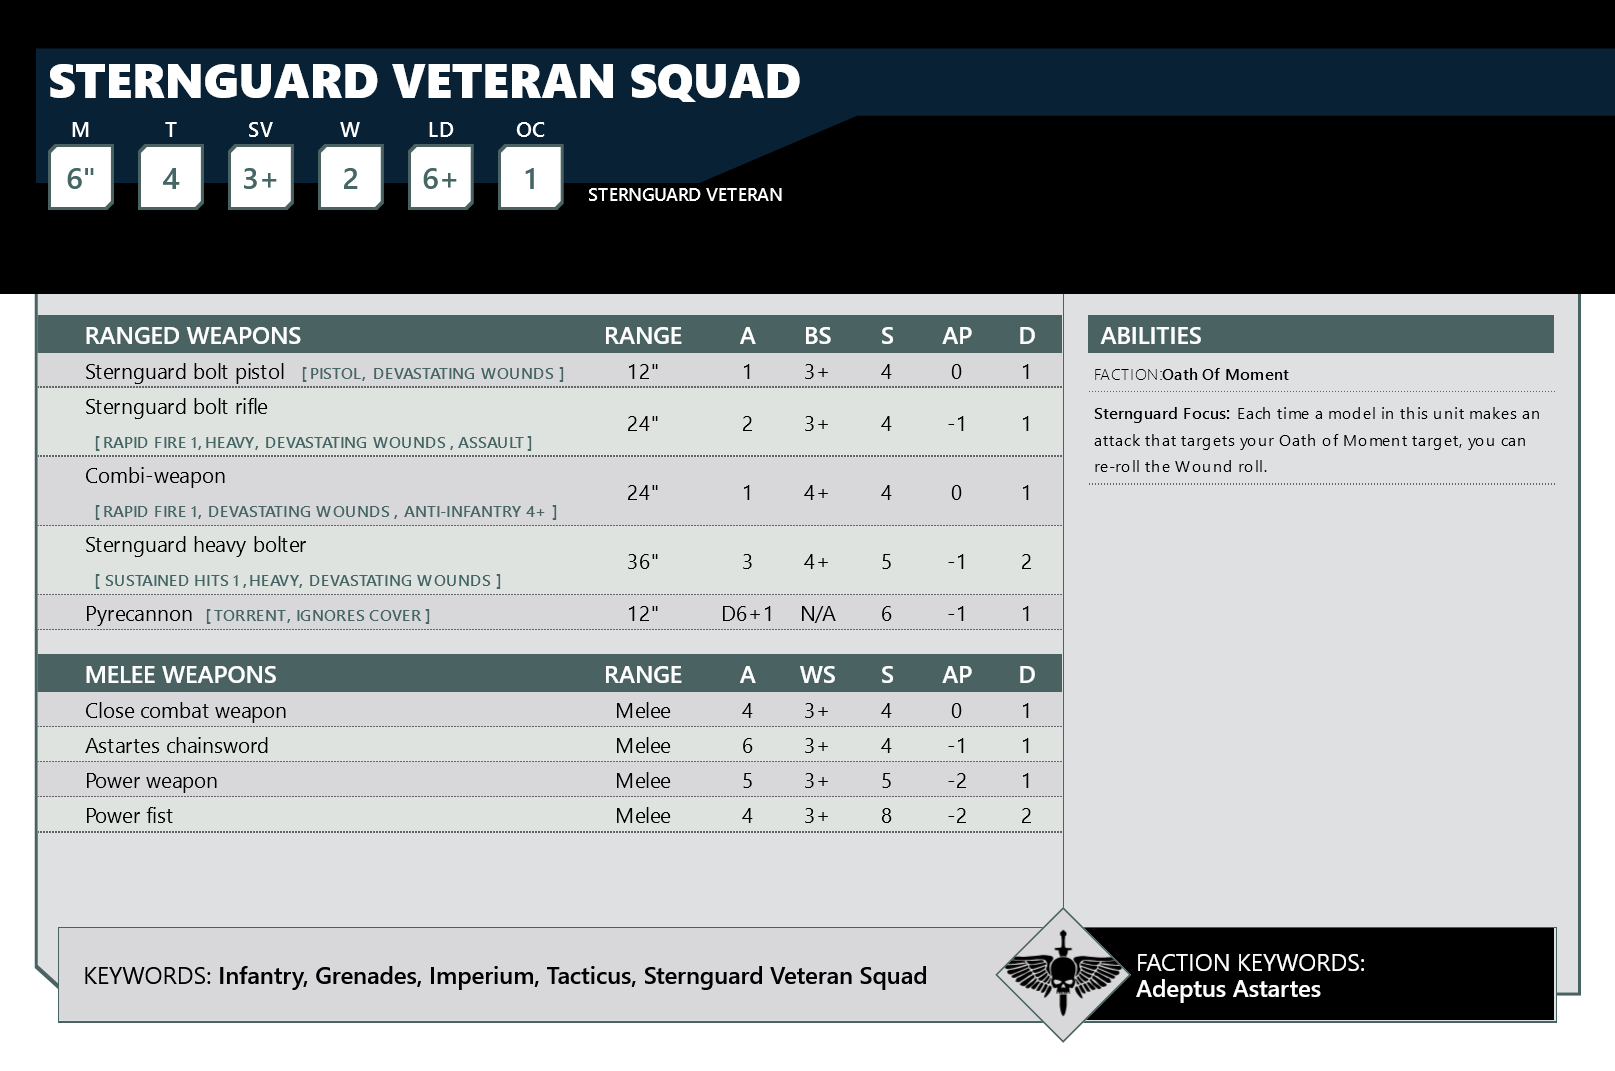 STERNGUARD VETERAN SQUAD
M T SV W LD OC
6" 4 3+ 2 6+ 1
STERNGUARD VETERAN
RANGED WEAPONS RANGE A BS S AP D
Sternguard bolt pistol [ PISTOL, DEVASTATING WOUNDS ] 12" 1 3+ 4 0 1
Sternguard bolt rifle
24" 2 3+ 4 -1 1
[ RAPID FIRE 1, HEAVY, DEVASTATING WOUNDS , ASSAULT ]
Combi-weapon
24" 1 4+ 4 0 1
[ RAPID FIRE 1, DEVASTATING WOUNDS , ANTI-INFANTRY 4+ ]
Sternguard heavy bolter
36" 3 4+ 5 -1 2
[ SUSTAINED HITS 1 , HEAVY, DEVASTATING WOUNDS ]
Pyrecannon [ TORRENT, IGNORES COVER ] 12" D6+1 N/A 6 -1 1
MELEE WEAPONS RANGE A WS S AP D
Close combat weapon Melee 4 3+ 4 0 1
Astartes chainsword Melee 6 3+ 4 -1 1
Power weapon Melee 5 3+ 5 -2 1
Power fist Melee 4 3+ 8 -2 2
ABILITIES
FACTION:Oath Of Moment
Sternguard Focus: Each time a model in this unit makes an
attack that targets your Oath of Moment target, you can
re-roll the Wound roll.
KEYWORDS: Infantry, Grenades, Imperium, Tacticus, Sternguard Veteran Squad
FACTION KEYWORDS:
Adeptus Astartes